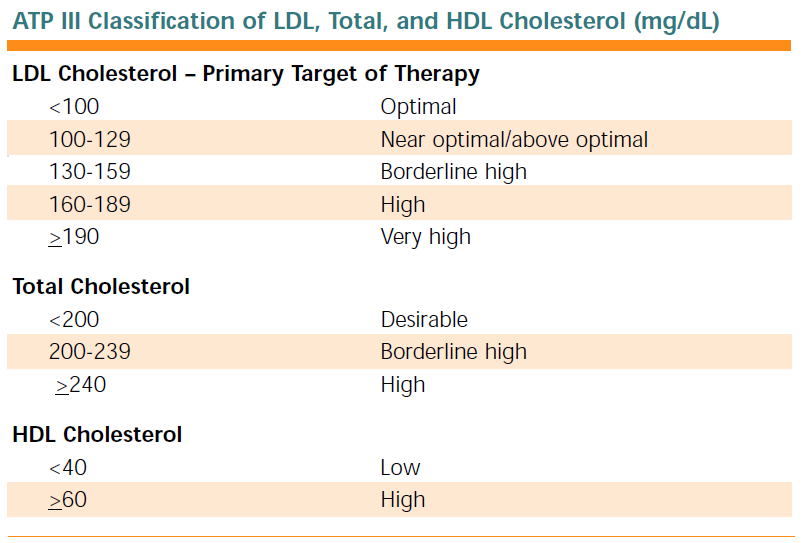 ATP III Classification of LDL, Total, and HDL Cholesterol (mg/dL)
LDL Cholesterol – Primary Target of Therapy
<100 Optimal
100-129 Near optimal/above optimal
130-159 Borderline high
160-189 High
≥190 Very high
Total Cholesterol
<200 Desirable
200-239 Borderline high
≥240 High
HDL Cholesterol
<40 Low
≥60 High